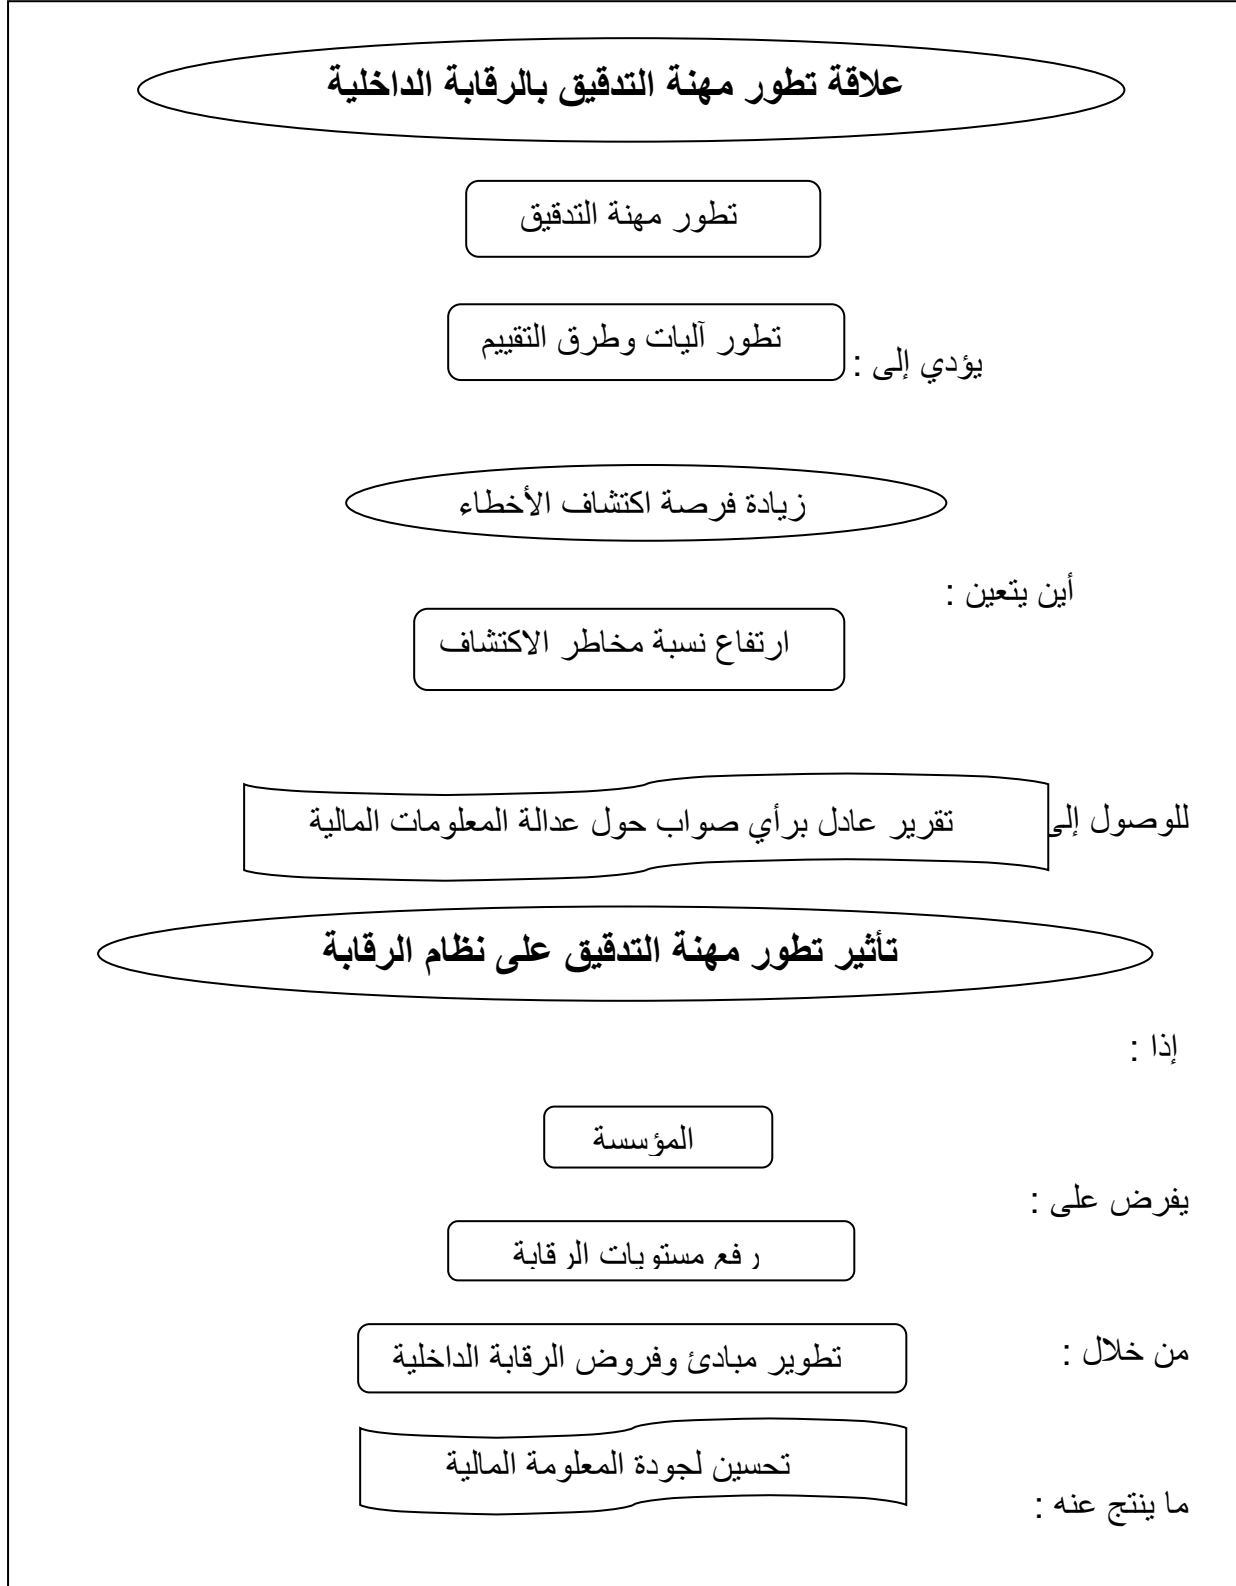 علاقة تطور مهنة التدقيق بالرقابة الداخلية
تطور مهنة التدقيق
يؤدي إلى :
تطور آليات وطرق التقييم
زيادة فرصة اكتشاف الأخطاء
أين يتعين :
ارتفاع نسبة مخاطر الاكتشاف
للوصول إلى
تقرير عادل برأي صواب حول عدالة المعلومات المالية
تأثير تطور مهنة التدقيق على نظام الرقابة
إذا :
المؤسسة
يفرض على :
رفع مستويات الرقابة
من خلال :
تطوير مبادئ وفروض الرقابة الداخلية
تحسين لجودة المعلومة المالية
ما ينتج عنه :